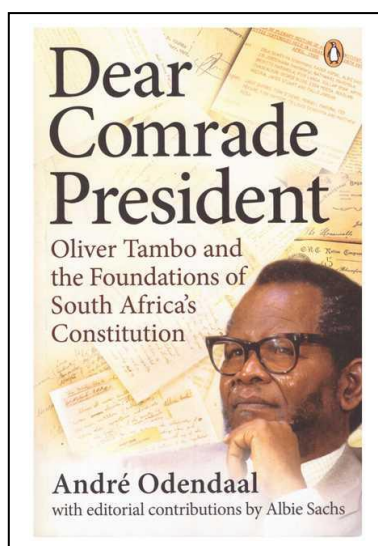 Dear
Comrade
President
Oliver Tambo and
the Foundations of
South Africa's
Constitution
André Odendaal
with editorial contributions by Albie Sachs